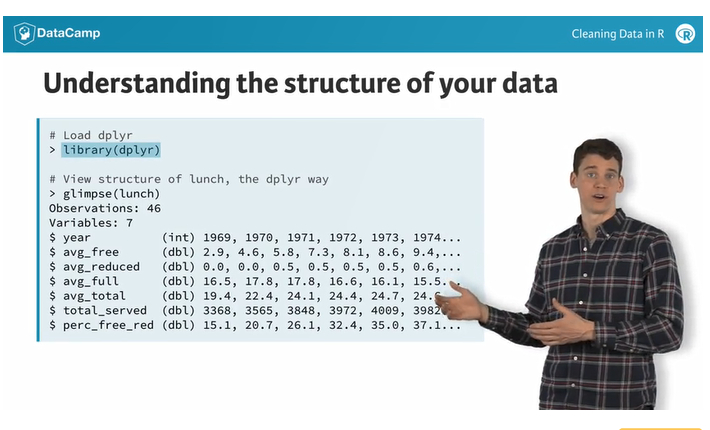 DataCamp
Cleaning Data in R
R
Understanding the structure of your data
# Load dplyr
> library(dplyr)
# View structure of lunch, the dplyr way
> glimpse(lunch)
Observations: 46
Variables: 7
$ year (int) 1969, 1970, 1971, 1972, 1973, 1974...
$ avg_free (dbl) 2.9, 4.6, 5.8, 7.3, 8.1, 8.6, 9.4,...
$ avg_reduced (dbl) 0.0, 0.0, 0.5, 0.5, 0.5, 0.5, 0.6,...
$ avg_full (dbl) 16.5, 17.8, 17.8, 16.6, 16.1, 15.5..
$ avg_total (dbl) 19.4, 22.4, 24.1, 24.4, 24.7,
$ total_served (dbl) 3368, 3565, 3848, 3972, 4009, 3982
$ perc_free_red (dbl) 15.1, 20.7, 26.1, 32.4, 35.0, 37.1...